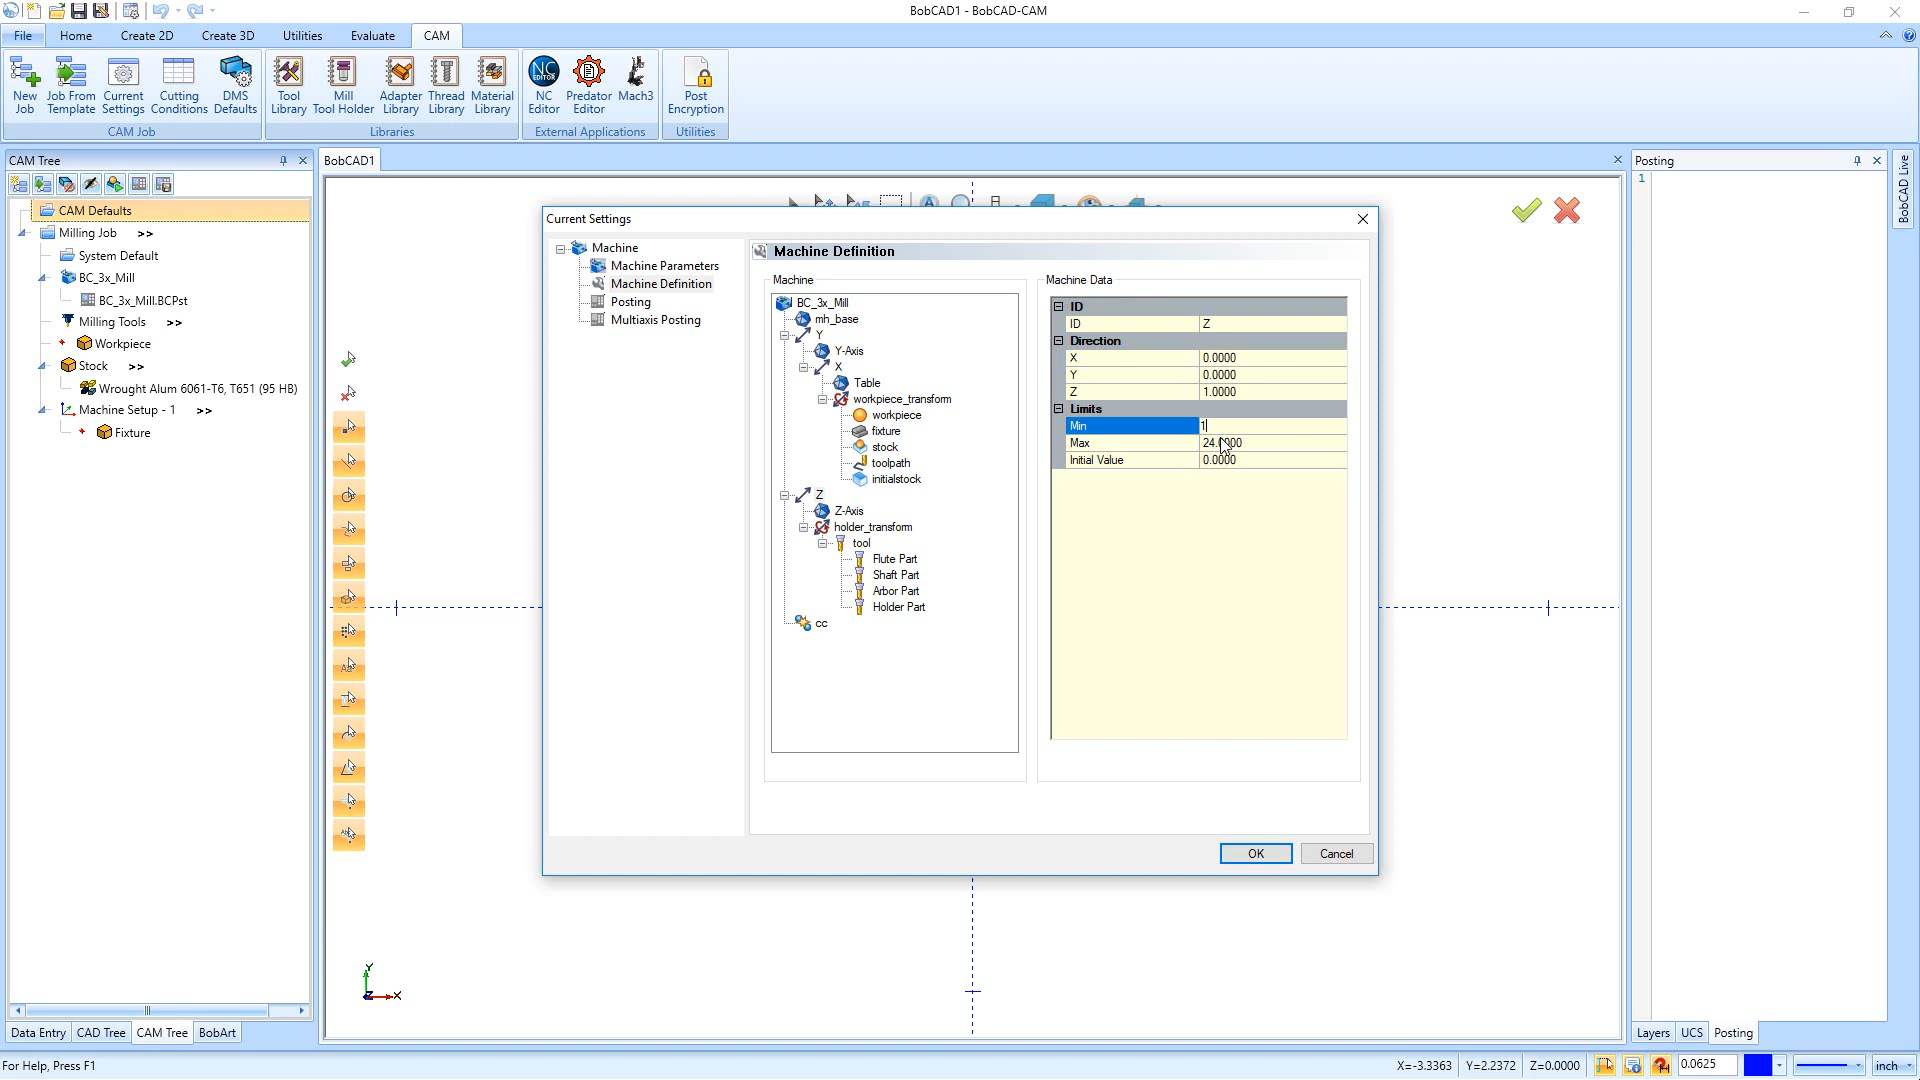 BobCAD1 - BobCAD-CAM
File
Home
Create 2D
Create 3D
Utilities
Evaluate
CAM
New Job
Job From Template
Current Settings
Cutting Conditions
DMS Defaults
CAM Job
Tool Library
Mill Tool Holder
Adapter Library
Thread Library
Material Library
Libraries
NC EDITOR
NC Editor
Predator Editor
Mach3
External Applications
Post Encryption
Utilities
CAM Tree
CAM Defaults
Milling Job >>
System Default
BC_3x_Mill
BC_3x_Mill.BCPst
Milling Tools >>
Workpiece
Stock >>
Wrought Alum 6061-T6, T651 (95 HB)
Machine Setup - 1 >>
Fixture
Data Entry
CAD Tree
CAM Tree
BobArt
BobCAD1
Y
Z
X
Current Settings
Machine
Machine Parameters
Machine Definition
Posting
Multiaxis Posting
Machine Definition
Machine
BC_3x_Mill
mh_base
Y
Y-Axis
X
Table
workpiece_transform
workpiece
fixture
stock
toolpath
initialstock
Z
Z-Axis
holder_transform
tool
Flute Part
Shaft Part
Arbor Part
Holder Part
cc
Machine Data
ID
ID Z
Direction
X 0.0000
Y 0.0000
Z 1.0000
Limits
Min 1
Max 24.0000
Initial Value 0.0000
OK
Cancel
Posting
1
BobCAD Live
Layers
UCS
Posting
For Help, Press F1
X=-3.3363
Y=2.2372
Z=0.0000
0.0625
inch